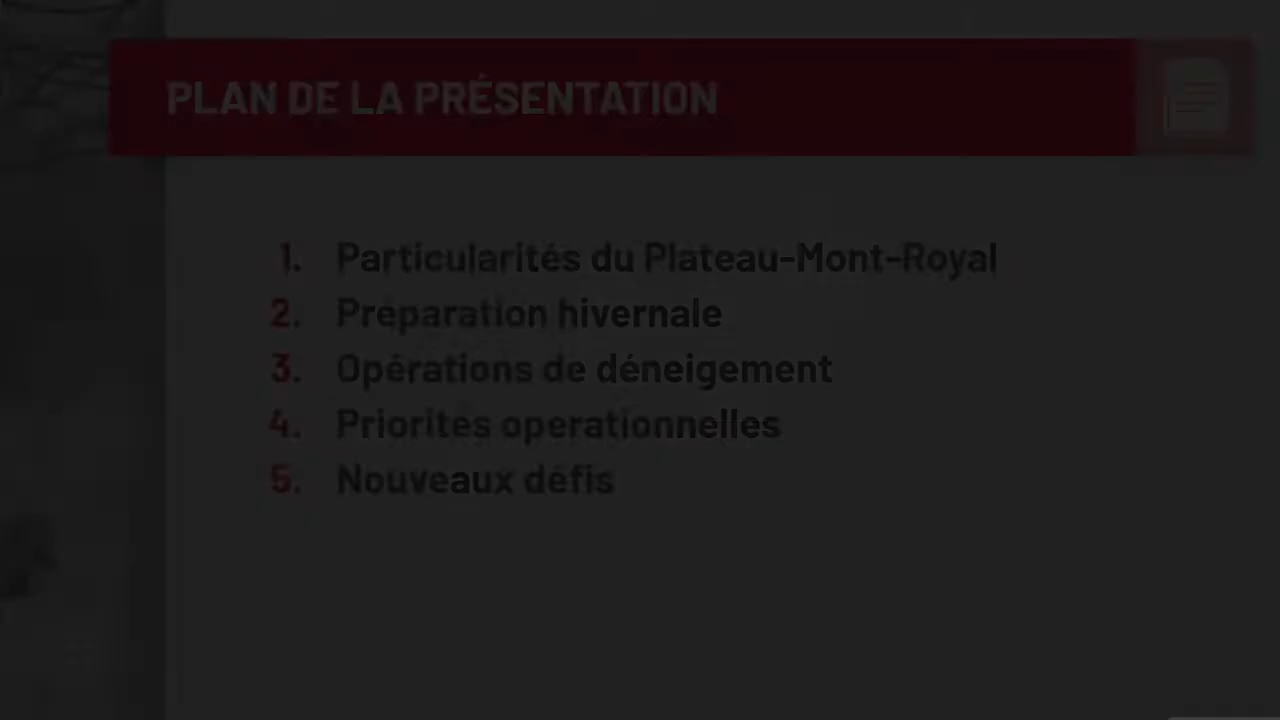 PLAN DE LA PRÉSENTATION
1. Particularités du Plateau-Mont-Royal
2. Préparation hivernale
3. Opérations de déneigement
4. Priorités operationnelles
5. Nouveaux défis